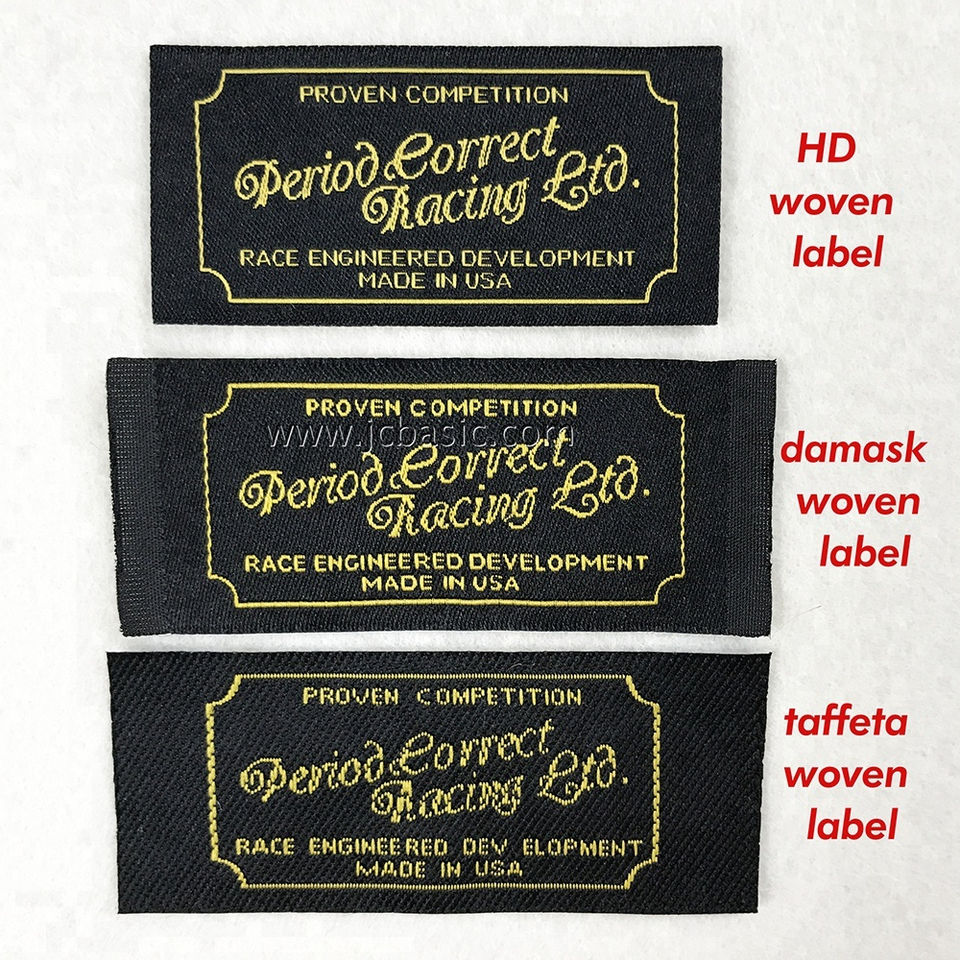 PROVEN COMPETITION
Period Correct
Racing Ltd.
RACE ENGINEERED DEVELOPMENT
MADE IN USA
HD
woven
label
PROVEN COMPETITION
www.jcbasic.com
Period Correct
Racing Ltd.
RACE ENGINEERED DEVELOPMENT
MADE IN USA
damask
woven
label
PROVEN COMPETITION
Period Correct
Racing Ltd.
RACE ENGINEERED DEV ELOPMENT
MADE IN USA
taffeta
woven
label